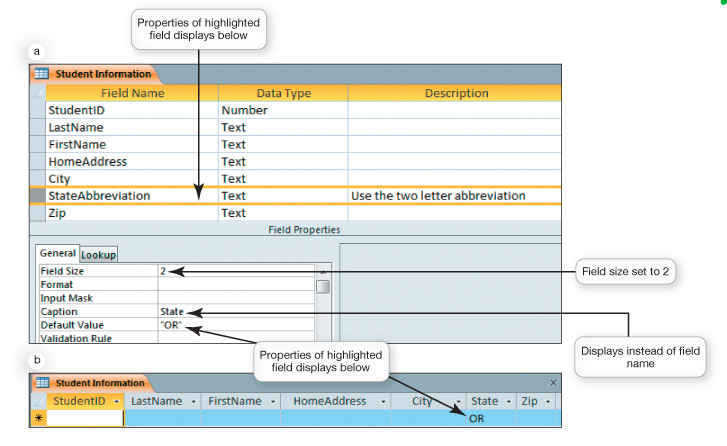 Properties of highlighted
field displays below
a
Student Information
Field Name Data Type Description
StudentID Number
LastName Text
FirstName Text
HomeAddress Text
City Text
StateAbbreviation Text Use the two letter abbreviation
Zip Text
Field Properties
General Lookup
Field Size 2
Format
Input Mask
Caption State
Default Value "OR"
Validation Rule
Field size set to 2
Displays instead of field
name
Properties of highlighted
field displays below
b
Student Information ×
StudentID LastName FirstName HomeAddress City State Zip
* OR